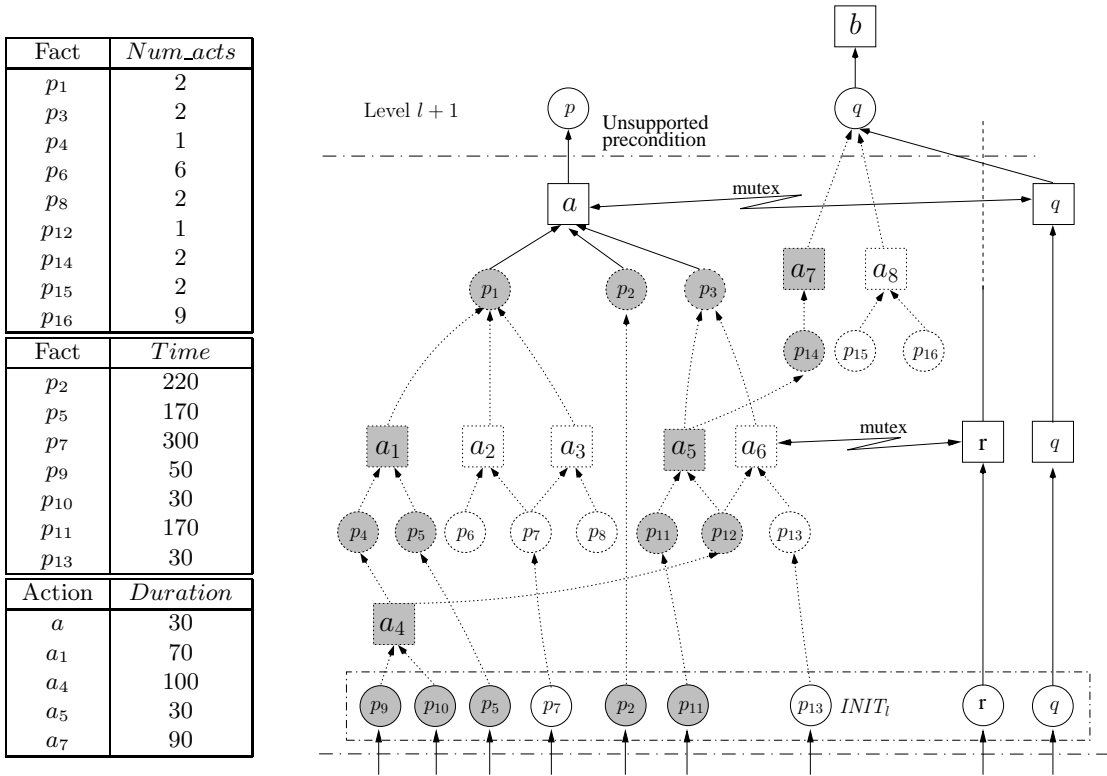 Fact Num_acts
p1 2
p3 2
p4 1
p6 6
p8 2
p12 1
p14 2
p15 2
p16 9
Fact Time
p2 220
p5 170
p7 300
p9 50
p10 30
p11 170
p13 30
Action Duration
a 30
a1 70
a4 100
a5 30
a7 90
b
Level l + 1
p
q
Unsupported
precondition
a
mutex
q
p1 p2 p3
a7 a8
p14 p15 p16
a1 a2 a3 a5 a6
mutex
r q
p4 p5 p6 p7 p8 p11 p12 p13
a4
p9 p10 p5 p7 p2 p11 p13 INITl r q